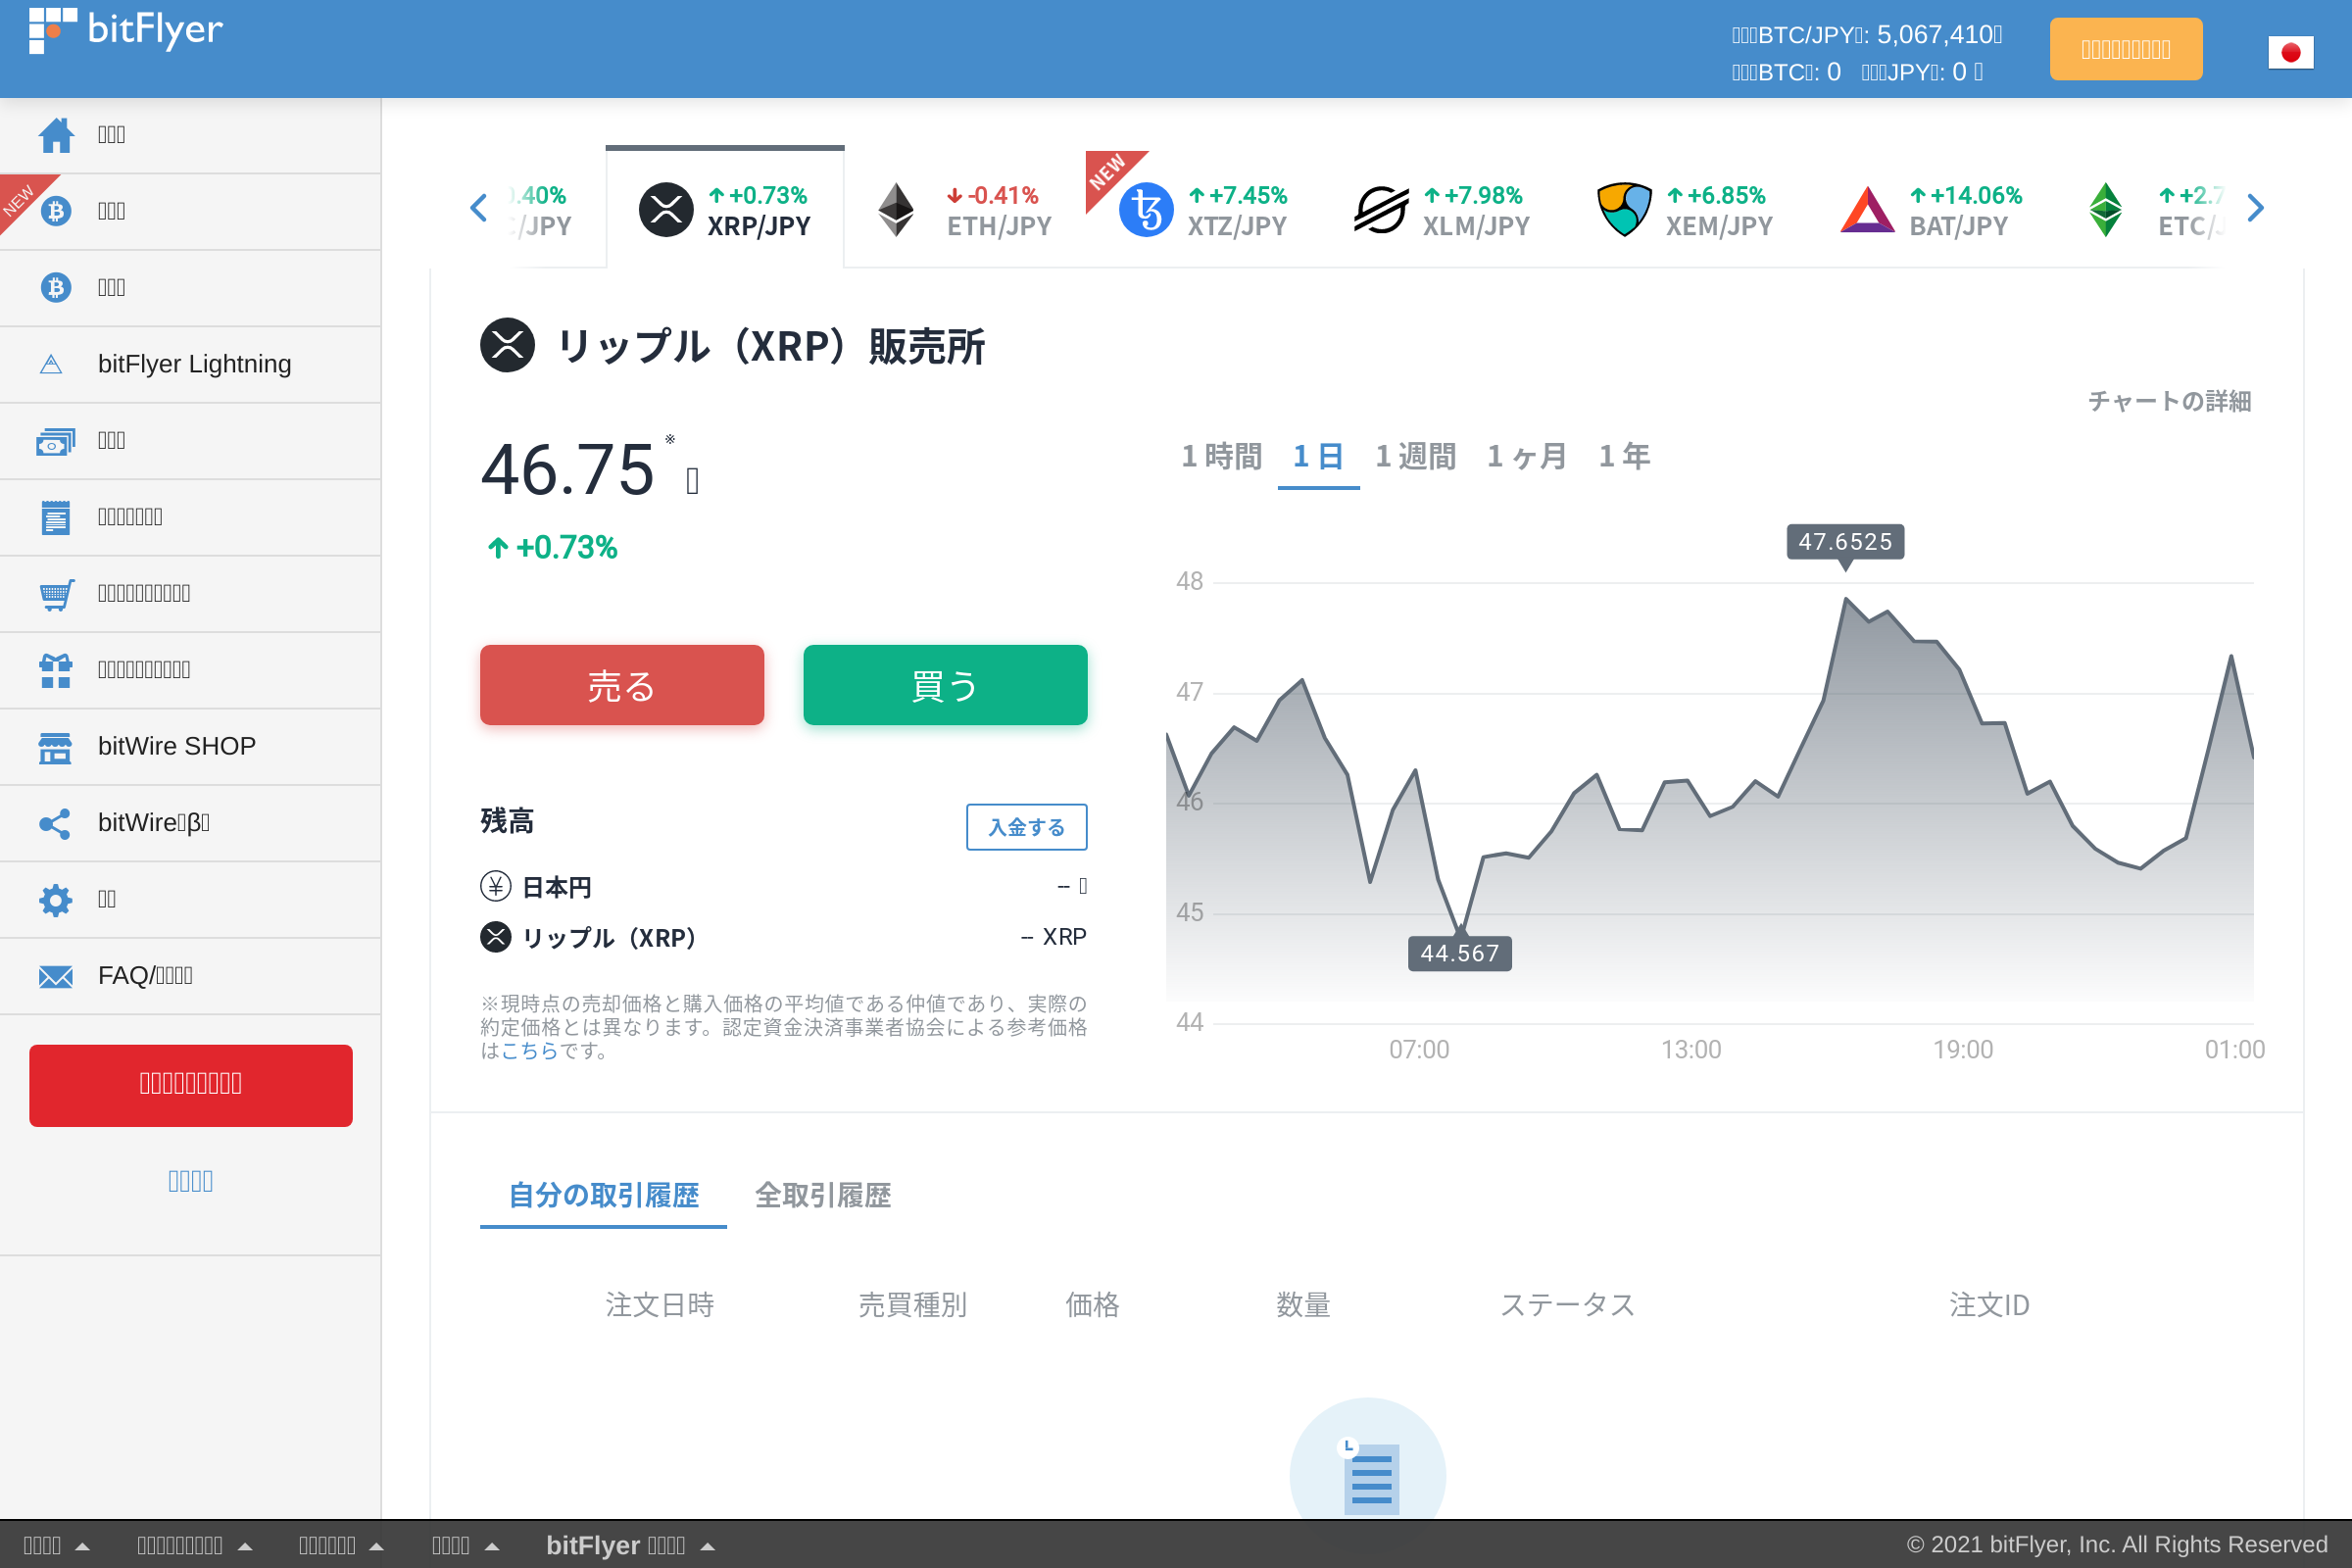 bitFlyer
BTC/JPY : 5,067,410
BTC : 0 JPY : 0
NEW
bitFlyer Lightning
bitWire SHOP
bitWire β
FAQ/
.40%
/JPY
+0.73%
XRP/JPY
-0.41%
ETH/JPY
NEW
+7.45%
XTZ/JPY
+7.98%
XLM/JPY
+6.85%
XEM/JPY
+14.06%
BAT/JPY
+2.7
ETC/J
リップル（XRP）販売所
チャートの詳細
46.75 ※
+0.73%
1 時間 1 日 1 週間 1 ヶ月 1 年
売る
買う
残高
入金する
日本円 --
リップル（XRP） -- XRP
※現時点の売却価格と購入価格の平均値である仲値であり、実際の
約定価格とは異なります。認定資金決済事業者協会による参考価格
はこちらです。
47.6525
48
47
46
45
44.567
44
07:00 13:00 19:00 01:00
自分の取引履歴 全取引履歴
注文日時 売買種別 価格 数量 ステータス 注文ID
bitFlyer
© 2021 bitFlyer, Inc. All Rights Reserved